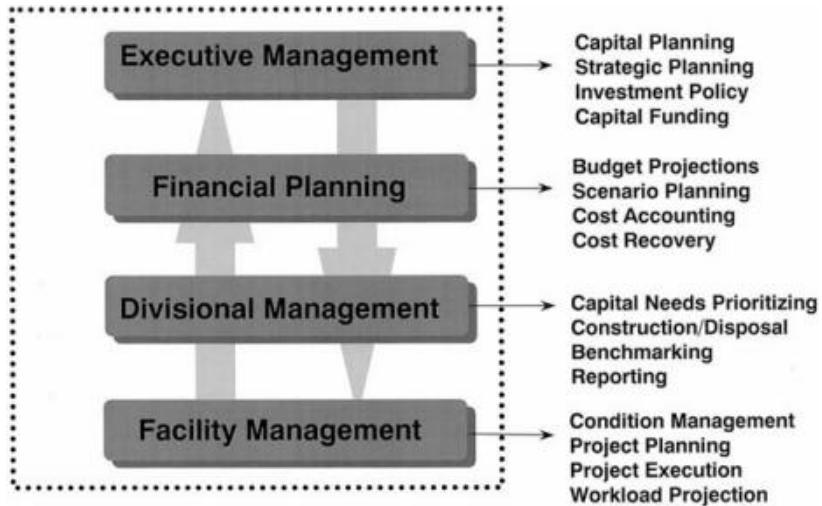 Executive Management
Capital Planning
Strategic Planning
Investment Policy
Capital Funding
Financial Planning
Budget Projections
Scenario Planning
Cost Accounting
Cost Recovery
Divisional Management
Capital Needs Prioritizing
Construction/Disposal
Benchmarking
Reporting
Facility Management
Condition Management
Project Planning
Project Execution
Workload Projection